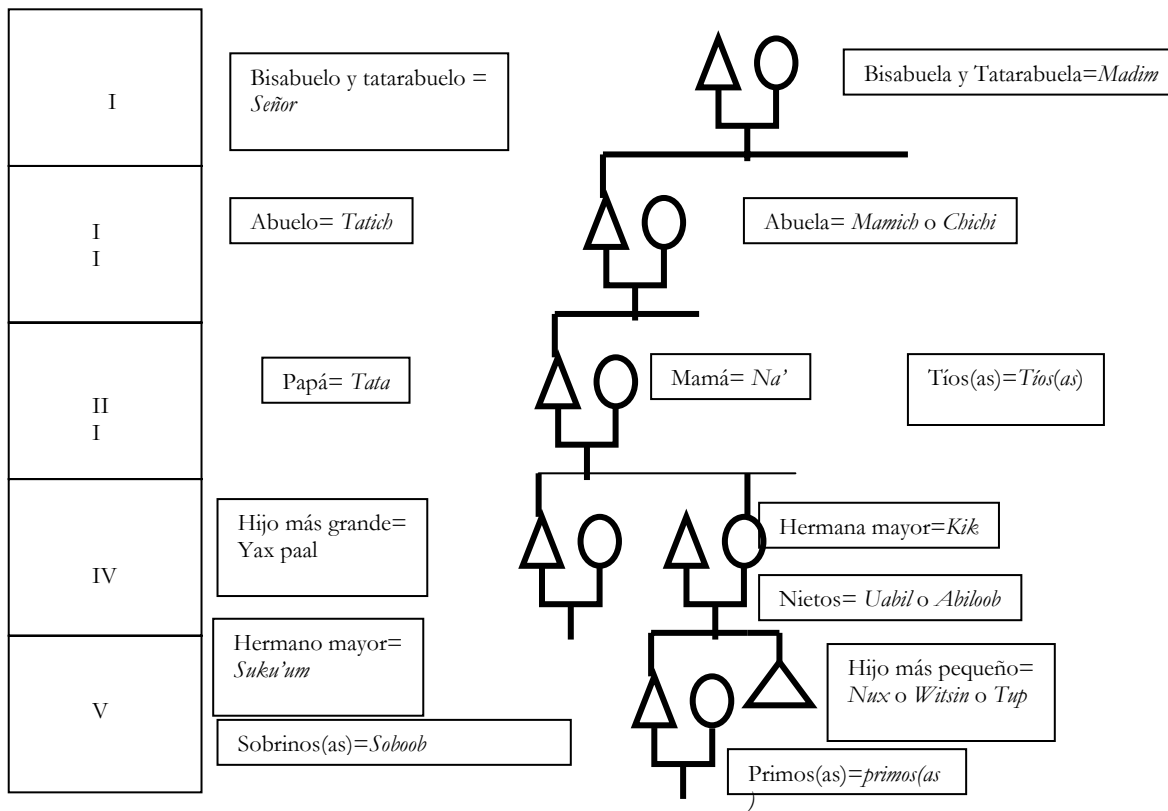 I
Bisabuelo y tatarabuelo =
Señor
Bisabuela y Tatarabuela=Madim
I
I
Abuelo= Tatich
Abuela= Mamich o Chichi
II
I
Papá= Tata
Mamá= Na’
Tíos(as)=Tíos(as)
IV
Hijo más grande=
Yax paal
Hermana mayor=Kik
Nietos= Uabil o Abiloob
V
Hermano mayor=
Suku’um
Hijo más pequeño=
Nux o Witsin o Tup
Sobrinos(as)=Soboob
Primos(as)=primos(as
)